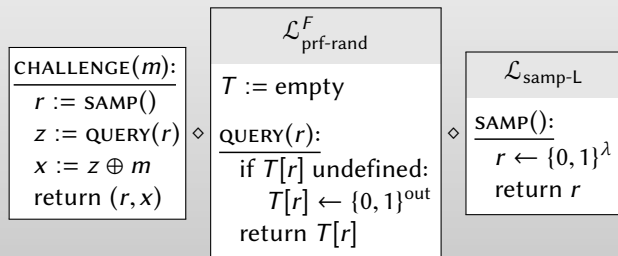 CHALLENGE(m):
r := SAMP()
z := QUERY(r)
x := z ⊕ m
return (r, x)
⋄
ℒ^F_prf-rand
T := empty
QUERY(r):
if T[r] undefined:
T[r] ← {0, 1}^out
return T[r]
⋄
ℒ_samp-L
SAMP():
r ← {0, 1}^λ
return r